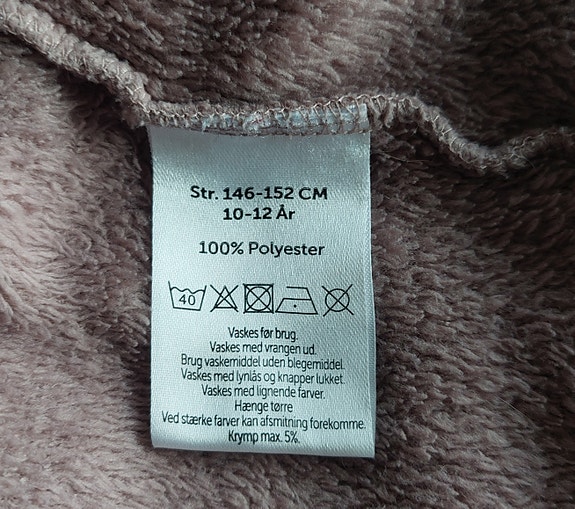 Str. 146-152 CM
10-12 År
100% Polyester
40
Vaskes før brug.
Vaskes med vrangen ud.
Brug vaskemiddel uden blegemiddel.
Vaskes med lynlås og knapper lukket.
Vaskes med lignende farver.
Hænge tørre
Ved stærke farver kan afsmitning forekomme.
Krymp max. 5%.